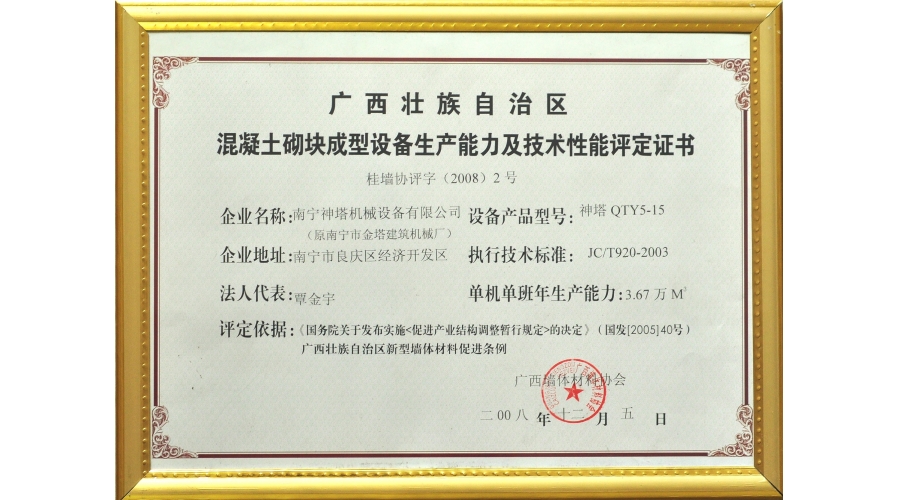 广西壮族自治区
混凝土砌块成型设备生产能力及技术性能评定证书
桂墙协评字（2008）2号
企业名称:南宁神塔机械设备有限公司 设备产品型号: 神塔 QTY5-15
（原南宁市金塔建筑机械厂）
企业地址:南宁市良庆区经济开发区 执行技术标准: JC/T920-2003
法人代表:覃金宇 单机单班年生产能力:3.67 万 M³
评定依据:《国务院关于发布实施<促进产业结构调整暂行规定>的决定》（国发[2005]40号）
广西壮族自治区新型墙体材料促进条例
广西墙体材料协会
二00八 年 十二 月 五 日